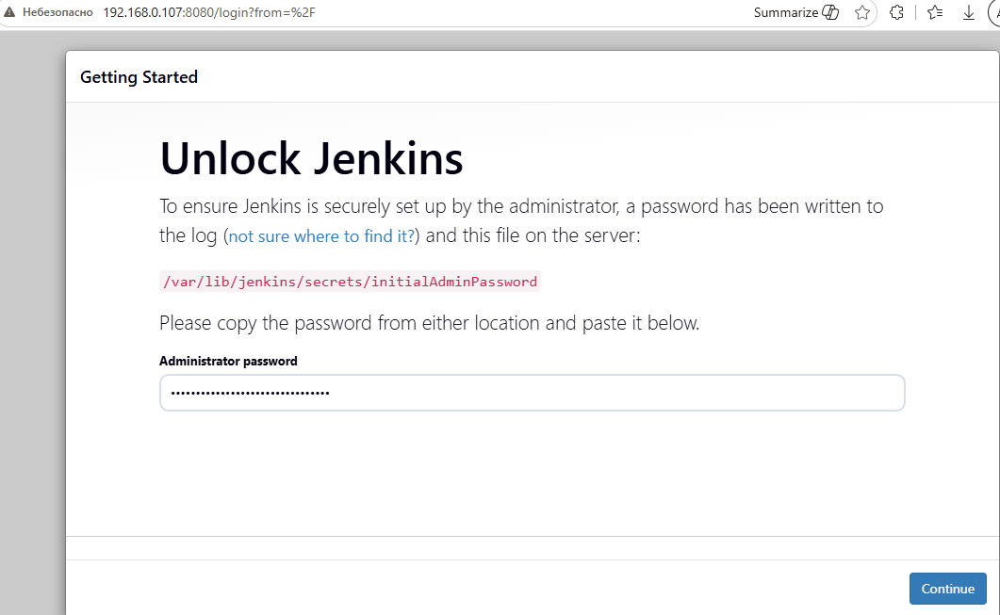 Небезопасно 192.168.0.107:8080/login?from=%2F Summarize
Getting Started
Unlock Jenkins
To ensure Jenkins is securely set up by the administrator, a password has been written to
the log (not sure where to find it?) and this file on the server:
/var/lib/jenkins/secrets/initialAdminPassword
Please copy the password from either location and paste it below.
Administrator password
••••••••••••••••••••••••••••••••
Continue